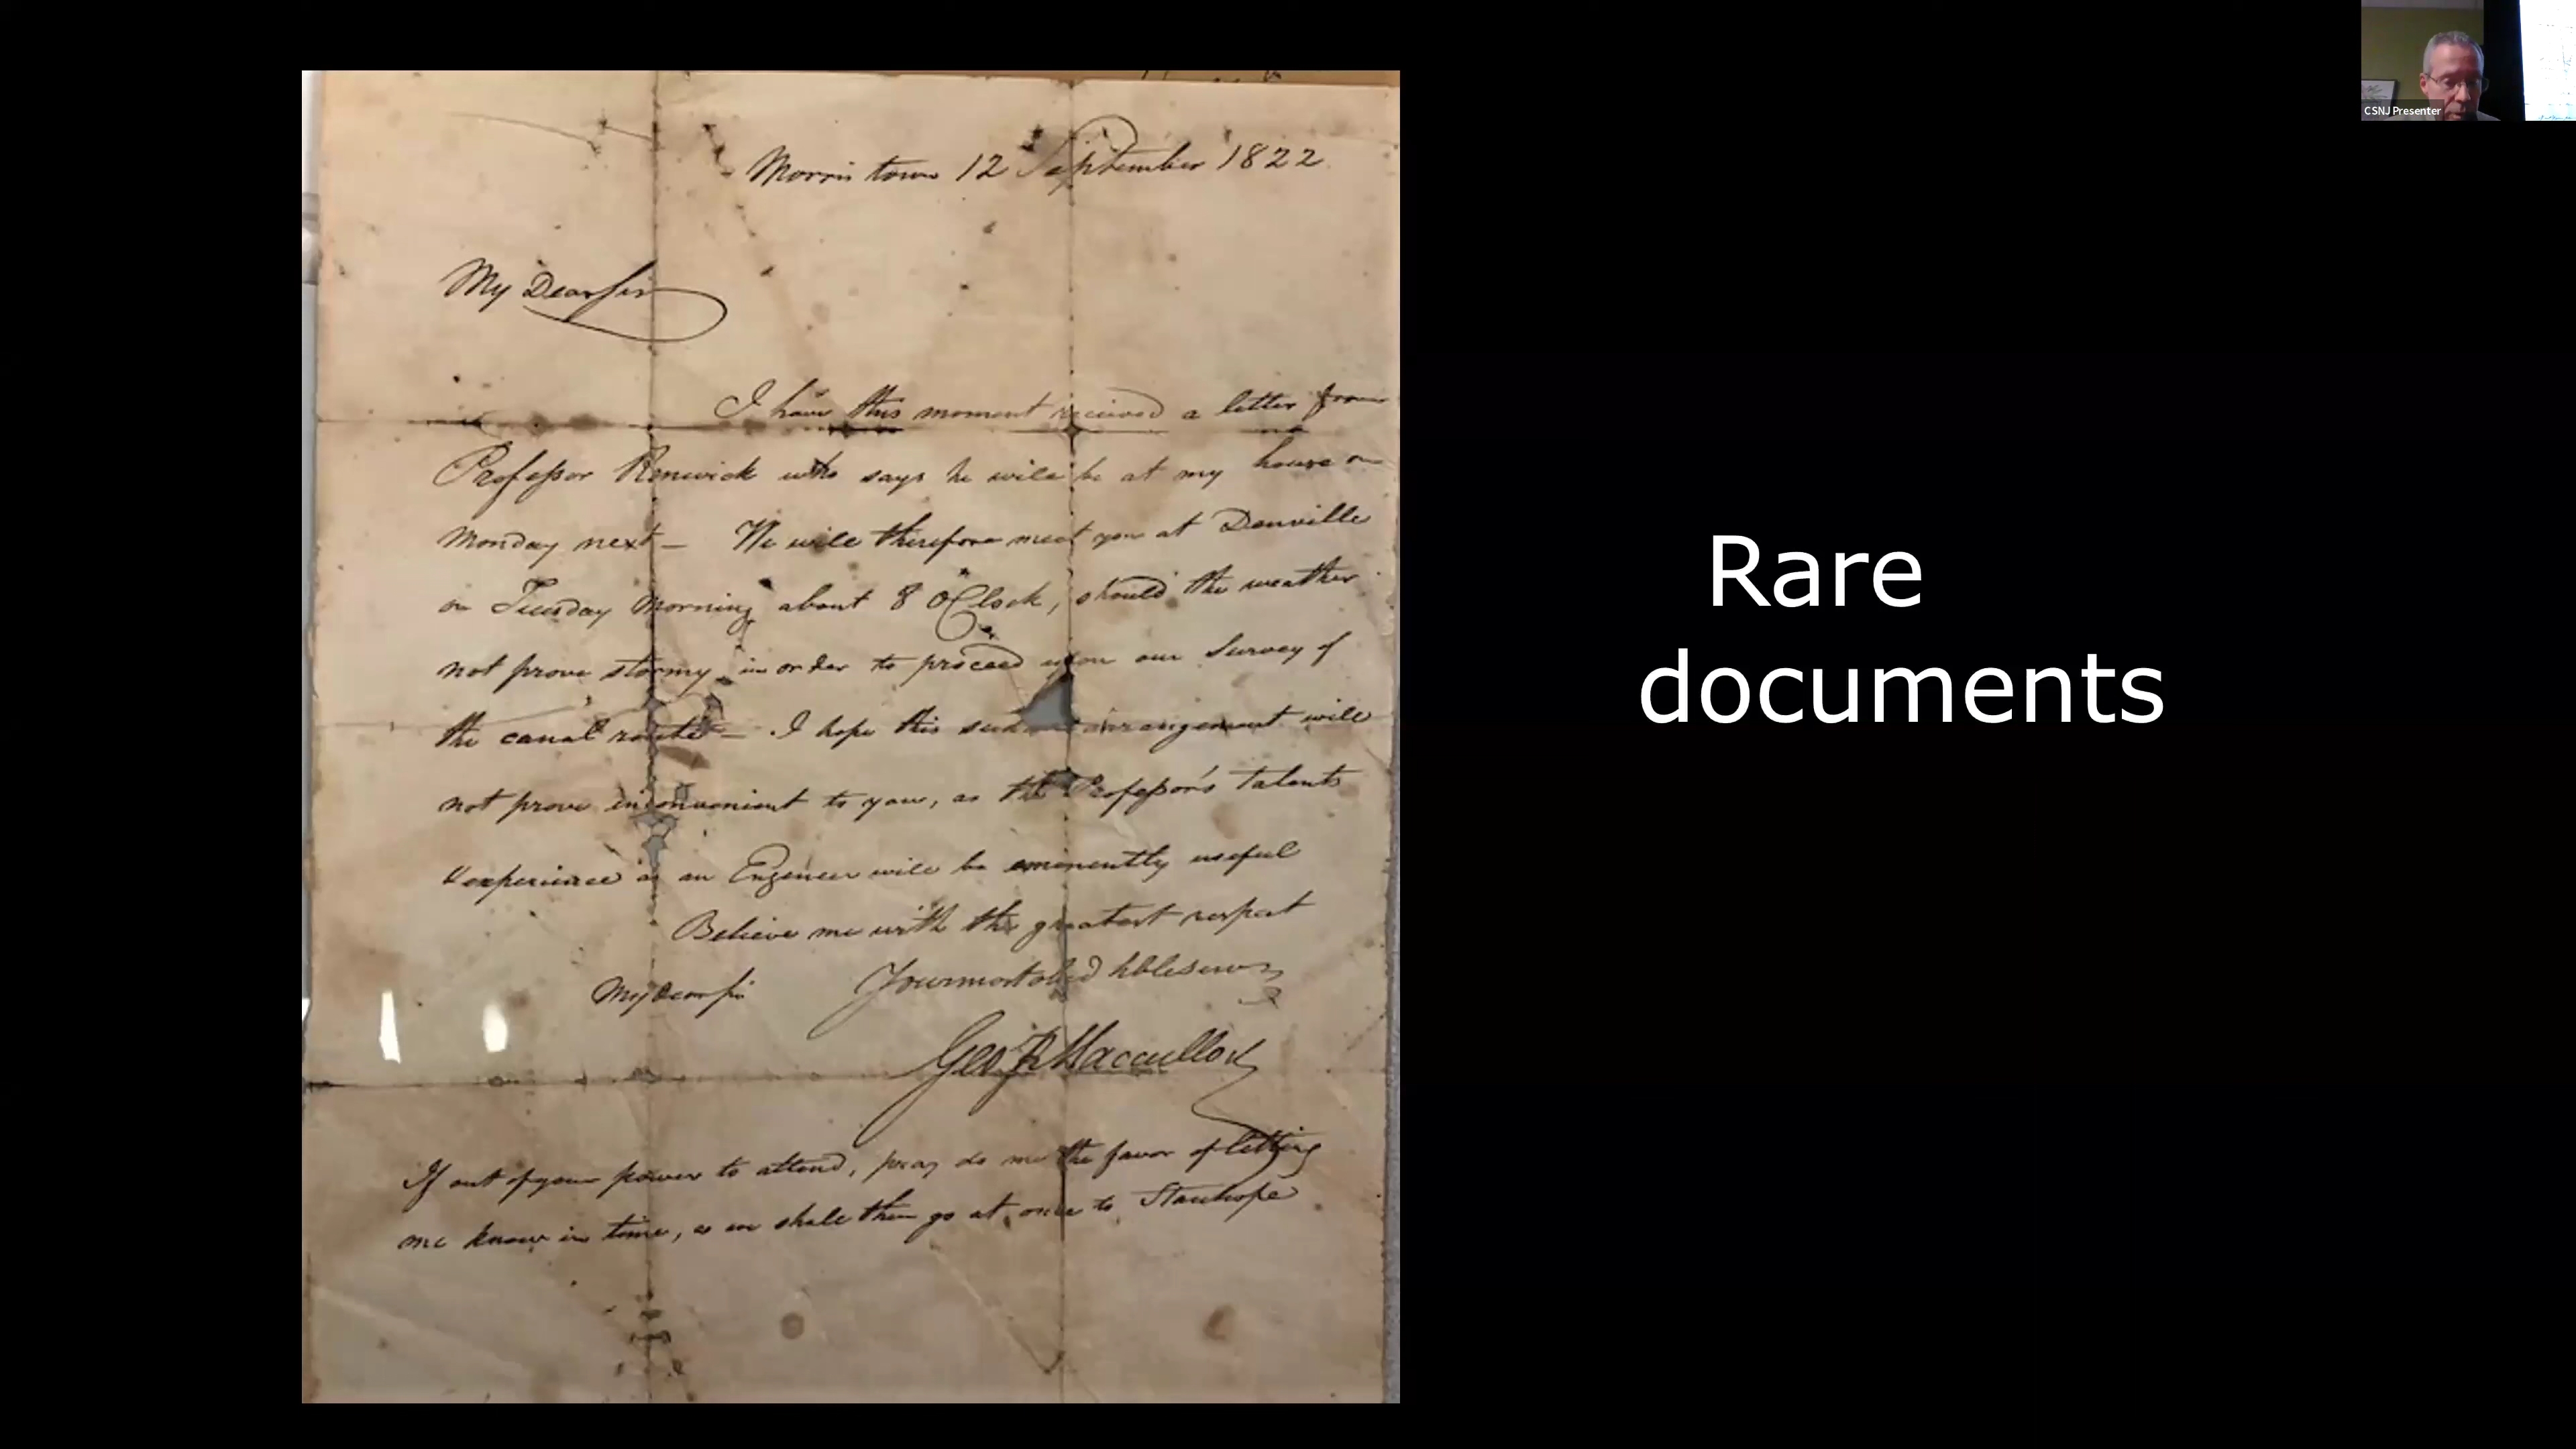 Morris town 12 September 1822
My Dear Sir
I have this moment received a letter from
Professor Renwick who says he will be at my house on
Monday next — We will therefore meet you at Denville
on Tuesday Morning about 8 OClock, should the weather
not prove stormy in order to proceed upon our Survey of
the canal route — I hope this arrangement will
not prove inconvenient to you, as the Professor's talents
& experience as an Engineer will be eminently useful
Believe me with the greatest respect
My Dear Sir Your most obed hble serv
Geo P Macculloch
If out of your power to attend, pray do me the favor of letting
me know in time, as we shall then go at once to Stanhope
Rare
documents
CSNJ Presenter